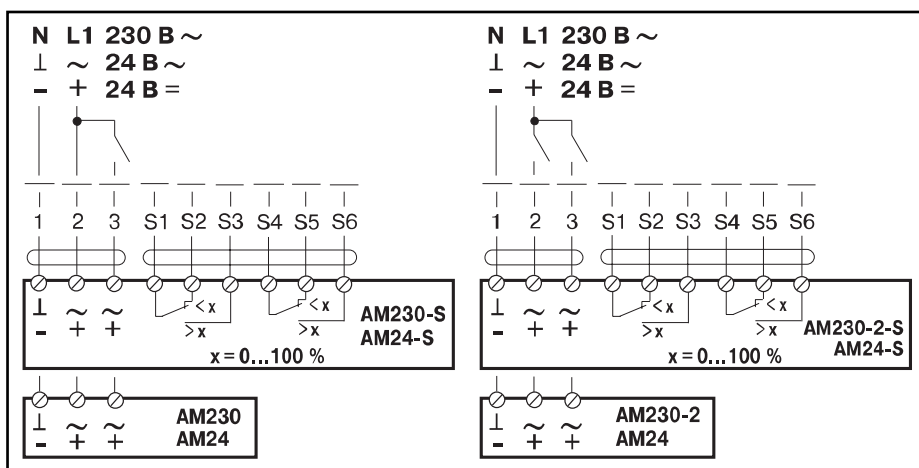 N L1 230 В ~
⊥ ~ 24 В ~
- + 24 В =
1 2 3 S1 S2 S3 S4 S5 S6
⊥ ~ ~ <x <x
- + + >x >x
AM230-S
AM24-S
x = 0...100 %
⊥ ~ ~ AM230
- + + AM24
N L1 230 В ~
⊥ ~ 24 В ~
- + 24 В =
1 2 3 S1 S2 S3 S4 S5 S6
⊥ ~ ~ <x <x
- + + >x >x
AM230-2-S
AM24-S
x = 0...100 %
⊥ ~ ~ AM230-2
- + + AM24